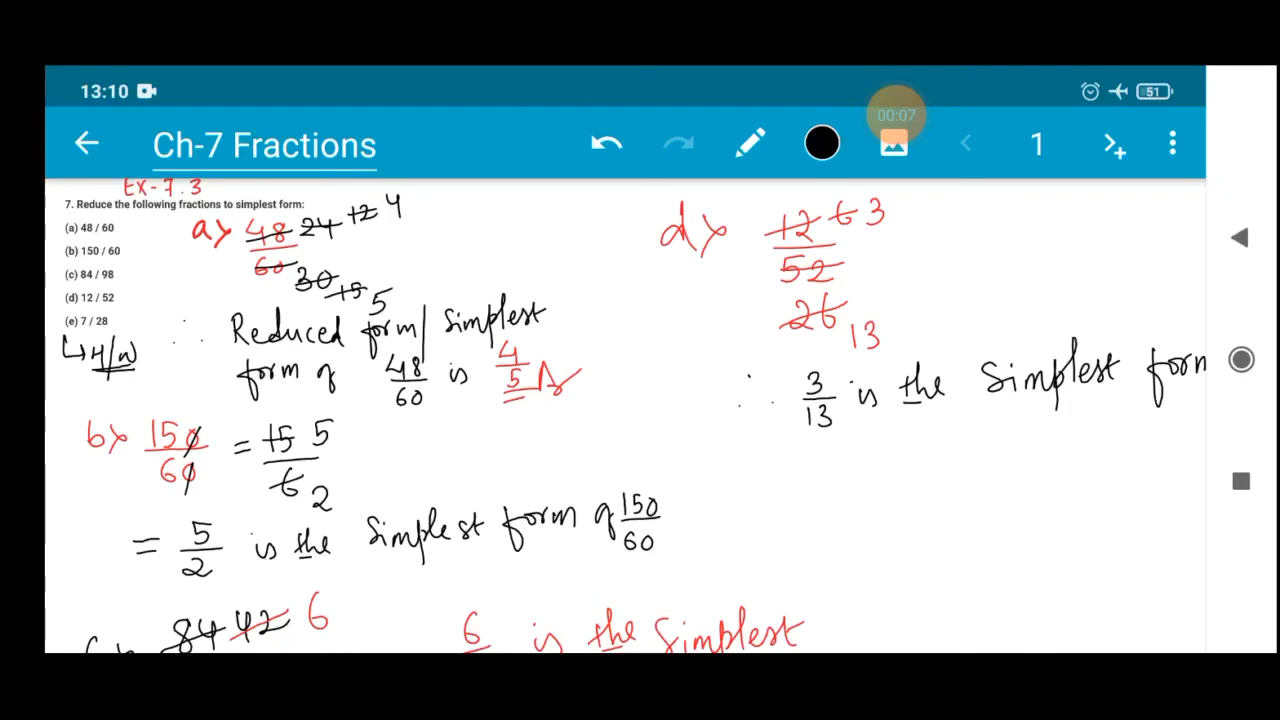 13:10
51
00:07
Ch-7 Fractions
1
EX-7.3
7. Reduce the following fractions to simplest form:
(a) 48 / 60
(b) 150 / 60
(c) 84 / 98
(d) 12 / 52
(e) 7 / 28
↳ H/W
a> 48 24 12 4
60 30 15 5
∴ Reduced form/ simplest
form of 48/60 is 4/5 A
b> 150/60 = 15 5
6 2
= 5/2 is the simplest form of 150/60
84 42 6
6 is the simplest
d> 12 6 3
52
26
13
∴ 3/13 is the simplest form